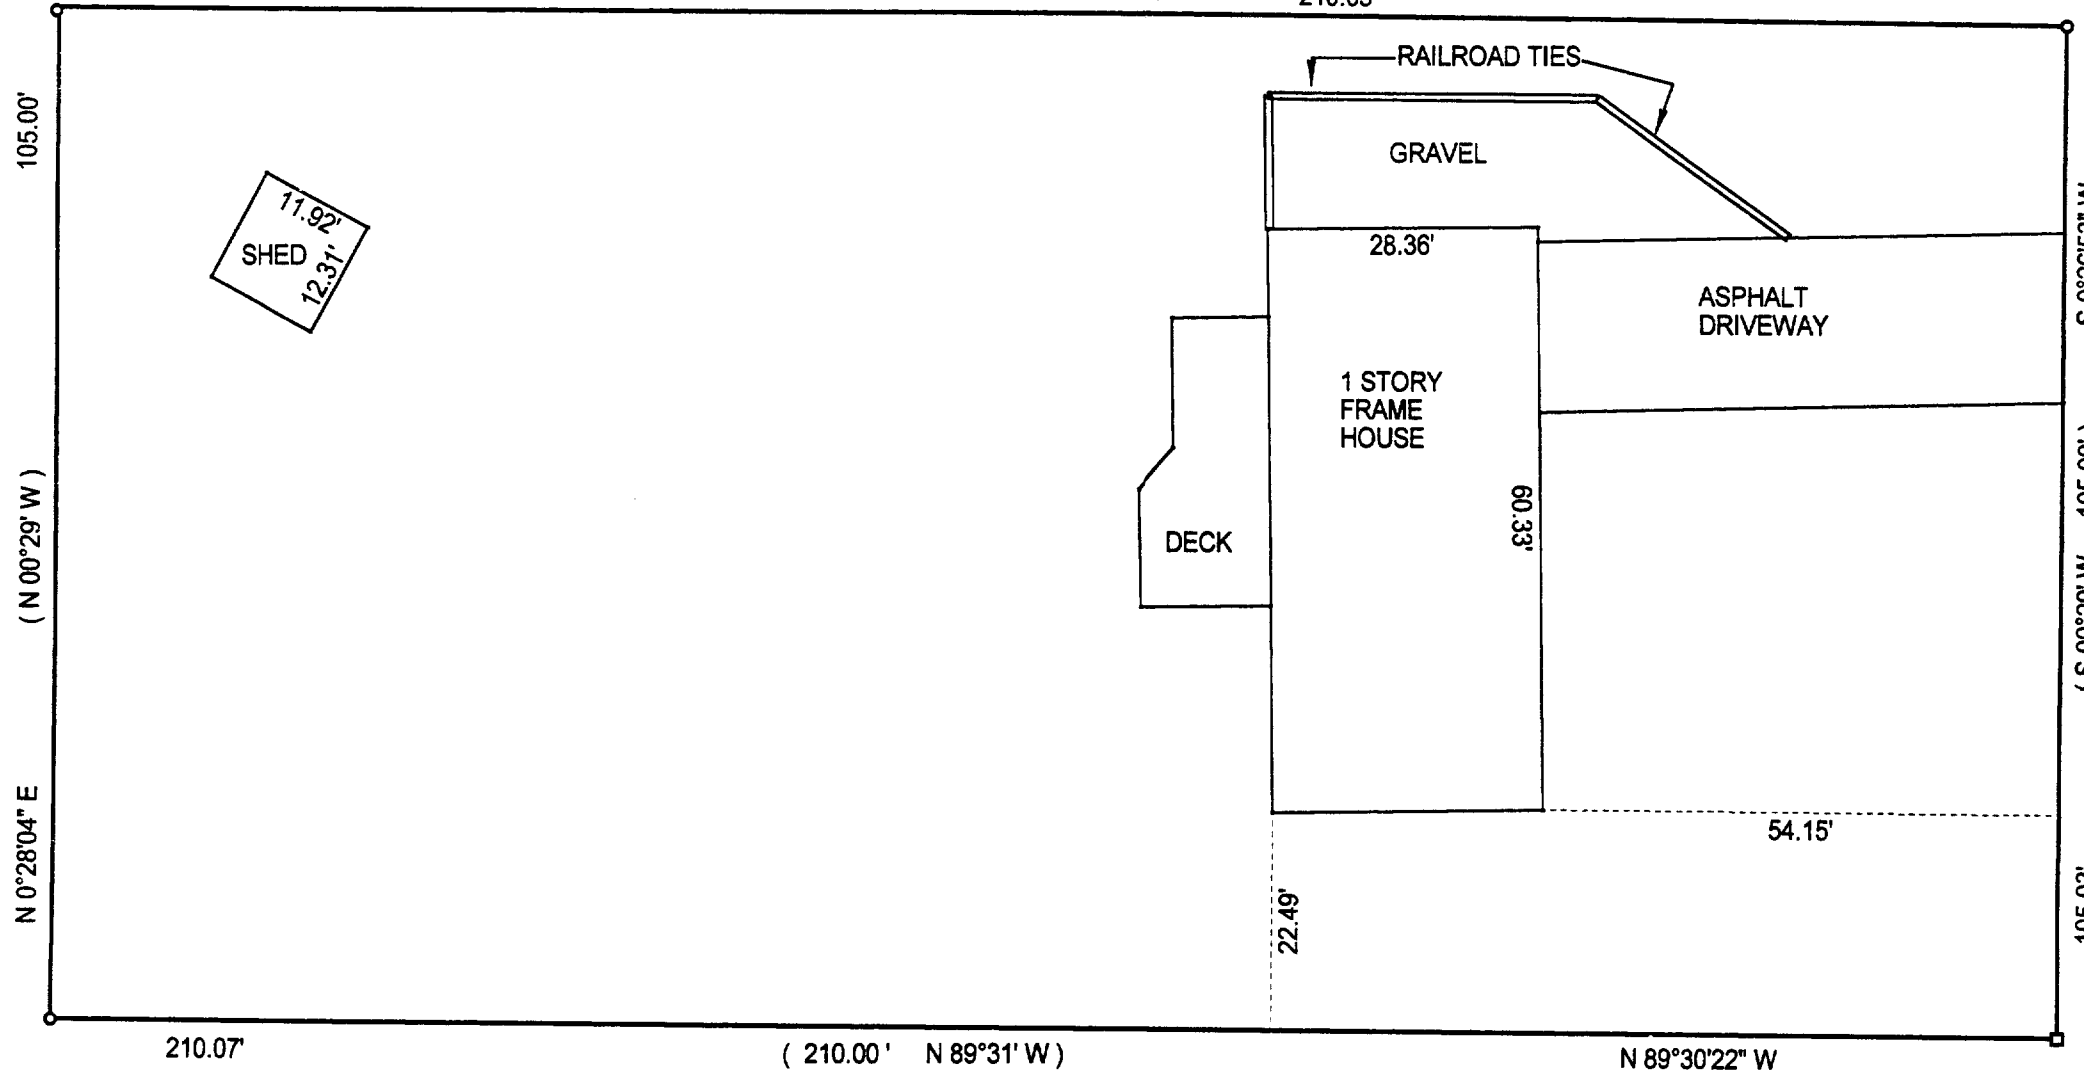 RAILROAD TIES
105.00'
GRAVEL
11.92'
SHED
12.31'
28.36'
ASPHALT
DRIVEWAY
1 STORY
FRAME
HOUSE
( N 00°29' W )
60.33'
DECK
N 0°28'04" E
54.15'
22.49'
210.07'
( 210.00 ' N 89°31' W )
N 89°30'22" W